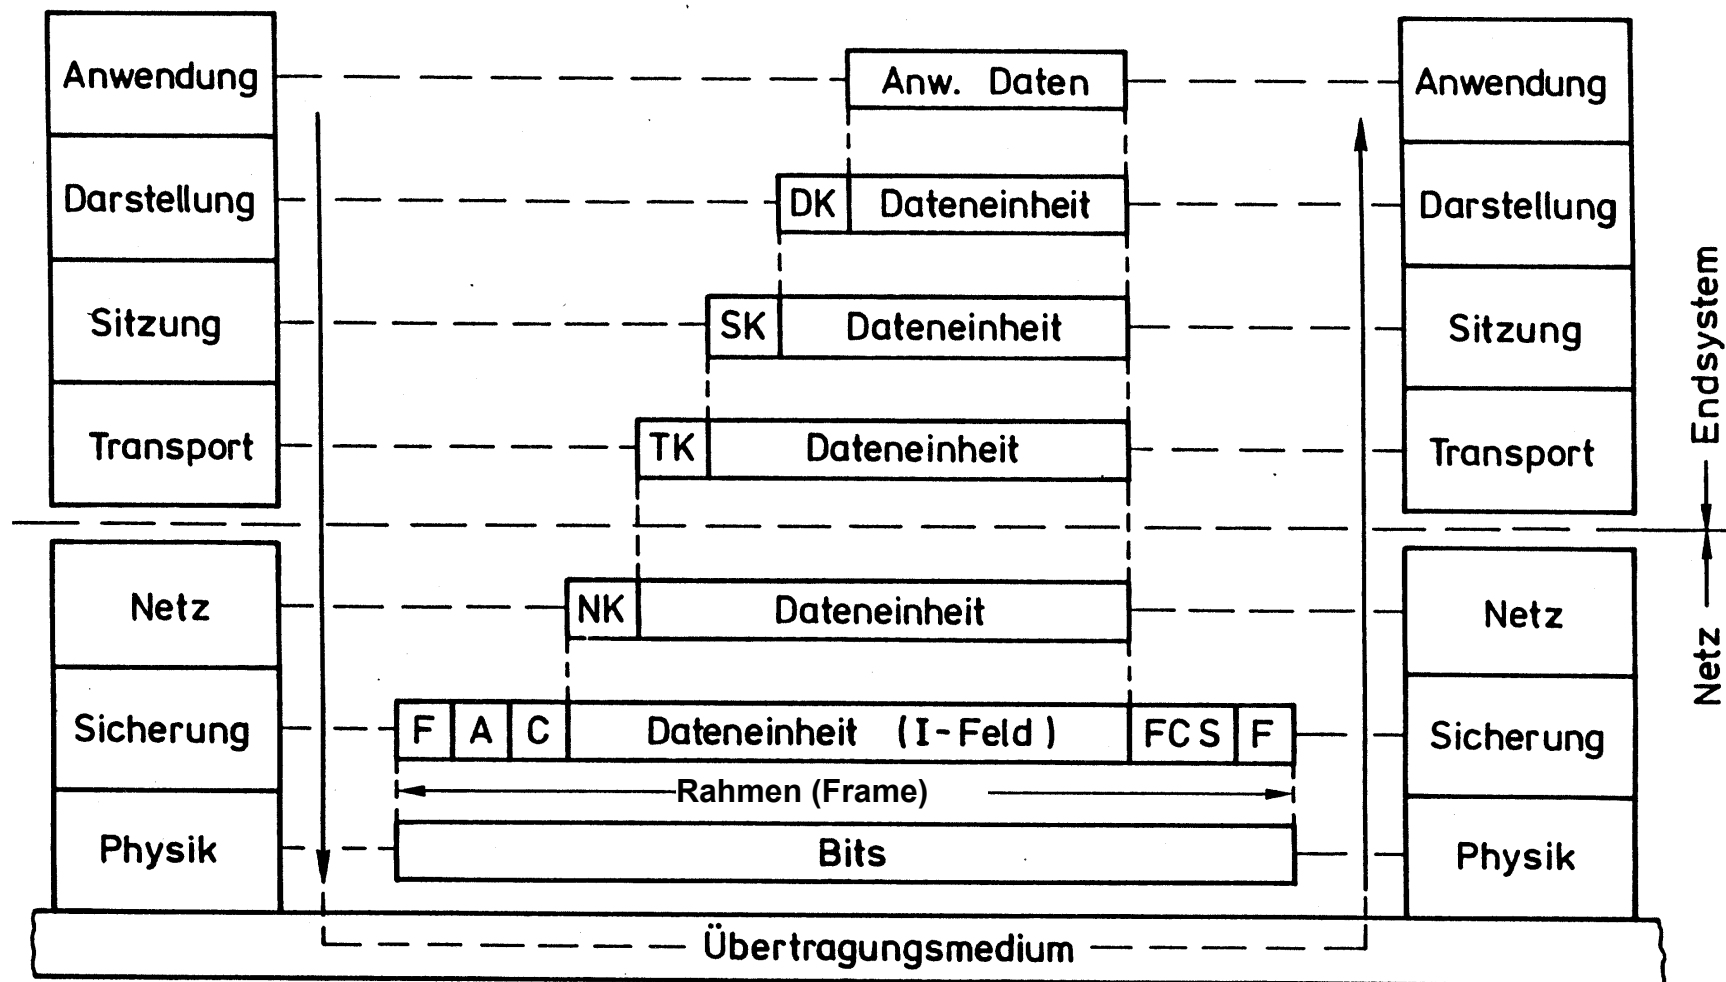 Anwendung Anw. Daten Anwendung
Darstellung DK Dateneinheit Darstellung
Sitzung SK Dateneinheit Sitzung
Transport TK Dateneinheit Transport
Endsystem
Netz NK Dateneinheit Netz
Netz
Sicherung F A C Dateneinheit (I-Feld) FCS F Sicherung
Rahmen (Frame)
Physik Bits Physik
Übertragungsmedium